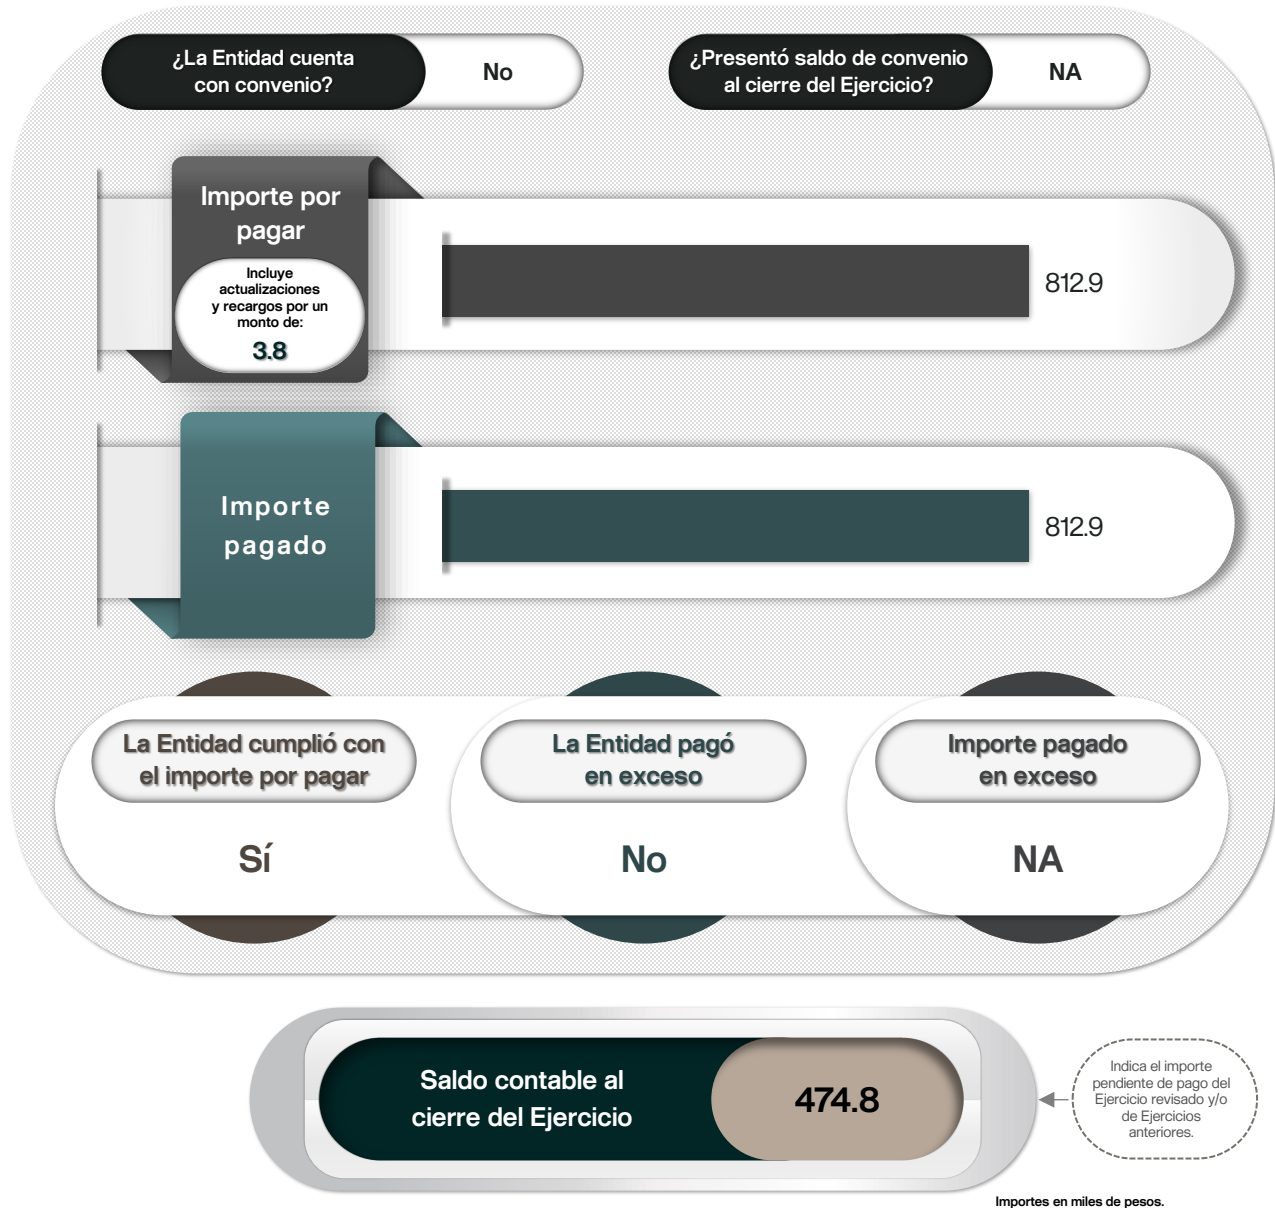 ¿La Entidad cuenta
con convenio?
No
¿Presentó saldo de convenio
al cierre del Ejercicio?
NA
Importe por
pagar
Incluye
actualizaciones
y recargos por un
monto de:
3.8
812.9
Importe
pagado
812.9
La Entidad cumplió con
el importe por pagar
Sí
La Entidad pagó
en exceso
No
Importe pagado
en exceso
NA
Saldo contable al
cierre del Ejercicio
474.8
Indica el importe
pendiente de pago del
Ejercicio revisado y/o
de Ejercicios
anteriores.
Importes en miles de pesos.